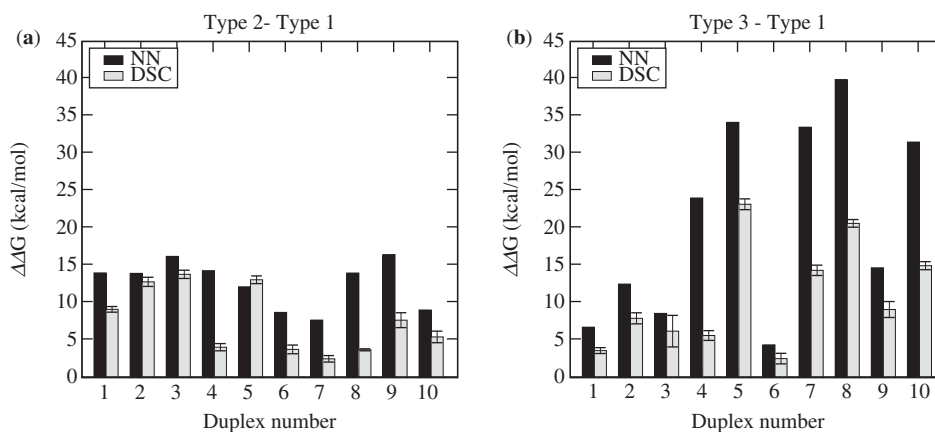 Type 2- Type 1
(a)
45
40
35
30
25
20
15
10
5
0
ΔΔG (kcal/mol)
NN
DSC
1 2 3 4 5 6 7 8 9 10
Duplex number
Type 3 - Type 1
(b)
45
40
35
30
25
20
15
10
5
0
ΔΔG (kcal/mol)
NN
DSC
1 2 3 4 5 6 7 8 9 10
Duplex number